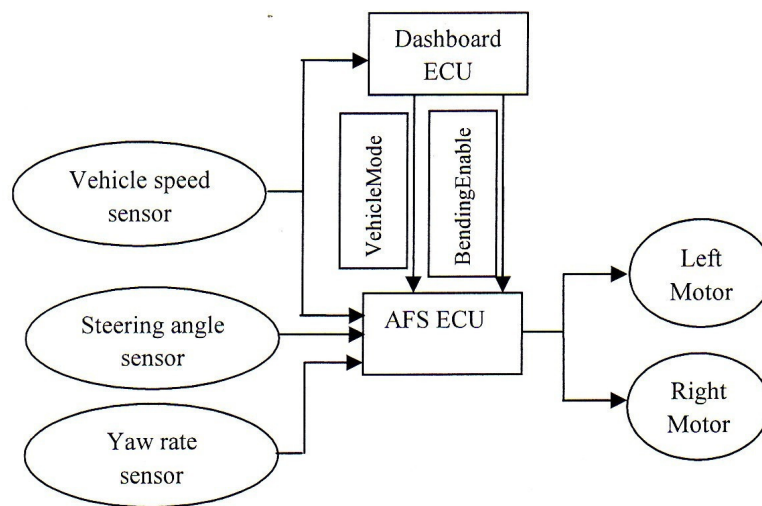 Dashboard
ECU
VehicleMode
BendingEnable
Vehicle speed
sensor
Left
Motor
Steering angle
sensor
AFS ECU
Right
Motor
Yaw rate
sensor